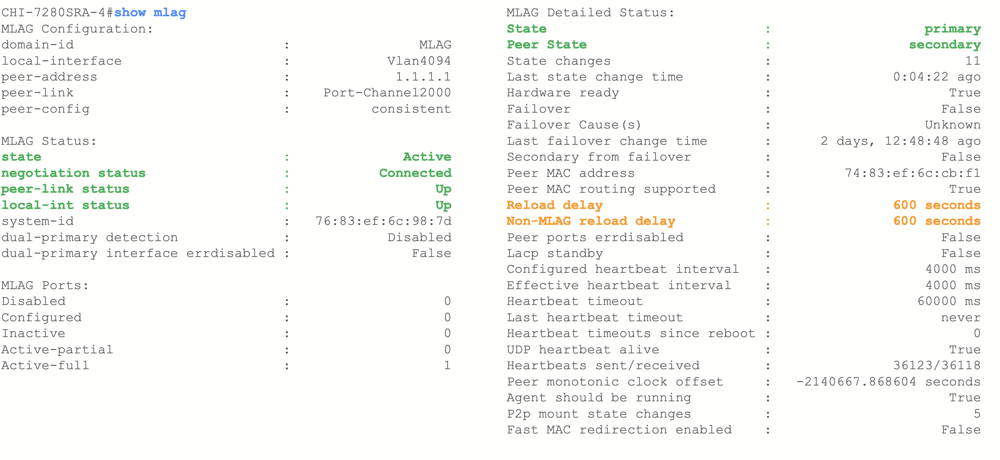 CHI-7280SRA-4#show mlag
MLAG Configuration:
domain-id : MLAG
local-interface : Vlan4094
peer-address : 1.1.1.1
peer-link : Port-Channel2000
peer-config : consistent
MLAG Status:
state : Active
negotiation status : Connected
peer-link status : Up
local-int status : Up
system-id : 76:83:ef:6c:98:7d
dual-primary detection : Disabled
dual-primary interface errdisabled : False
MLAG Ports:
Disabled : 0
Configured : 0
Inactive : 0
Active-partial : 0
Active-full : 1
MLAG Detailed Status:
State : primary
Peer State : secondary
State changes : 11
Last state change time : 0:04:22 ago
Hardware ready : True
Failover : False
Failover Cause(s) : Unknown
Last failover change time : 2 days, 12:48:48 ago
Secondary from failover : False
Peer MAC address : 74:83:ef:6c:cb:f1
Peer MAC routing supported : True
Reload delay : 600 seconds
Non-MLAG reload delay : 600 seconds
Peer ports errdisabled : False
Lacp standby : False
Configured heartbeat interval : 4000 ms
Effective heartbeat interval : 4000 ms
Heartbeat timeout : 60000 ms
Last heartbeat timeout : never
Heartbeat timeouts since reboot : 0
UDP heartbeat alive : True
Heartbeats sent/received : 36123/36118
Peer monotonic clock offset : -2140667.868604 seconds
Agent should be running : True
P2p mount state changes : 5
Fast MAC redirection enabled : False